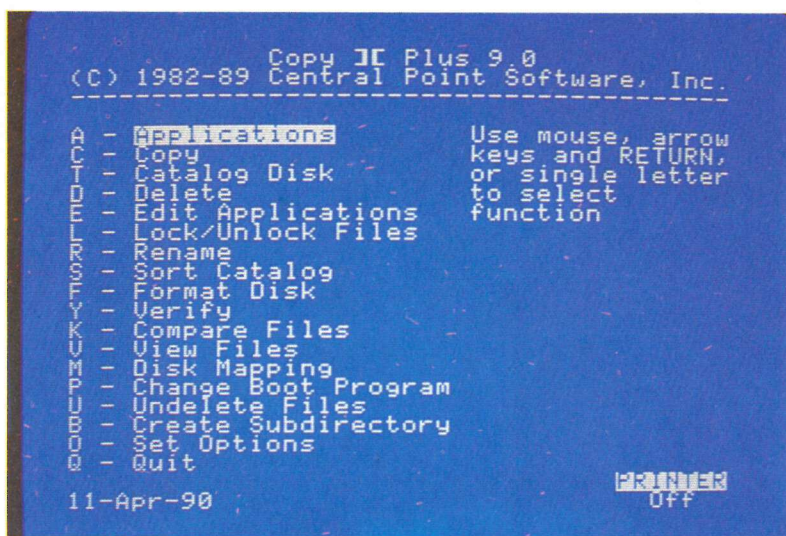 Copy ][ Plus 9.0
(C) 1982-89 Central Point Software, Inc.
----------------------------------------
A - Applications
C - Copy
T - Catalog Disk
D - Delete
E - Edit Applications
L - Lock/Unlock Files
R - Rename
S - Sort Catalog
F - Format Disk
Y - Verify
K - Compare Files
V - View Files
M - Disk Mapping
P - Change Boot Program
U - Undelete Files
B - Create Subdirectory
O - Set Options
Q - Quit
Use mouse, arrow
keys and RETURN,
or single letter
to select
function
PRINTER
Off
11-Apr-90